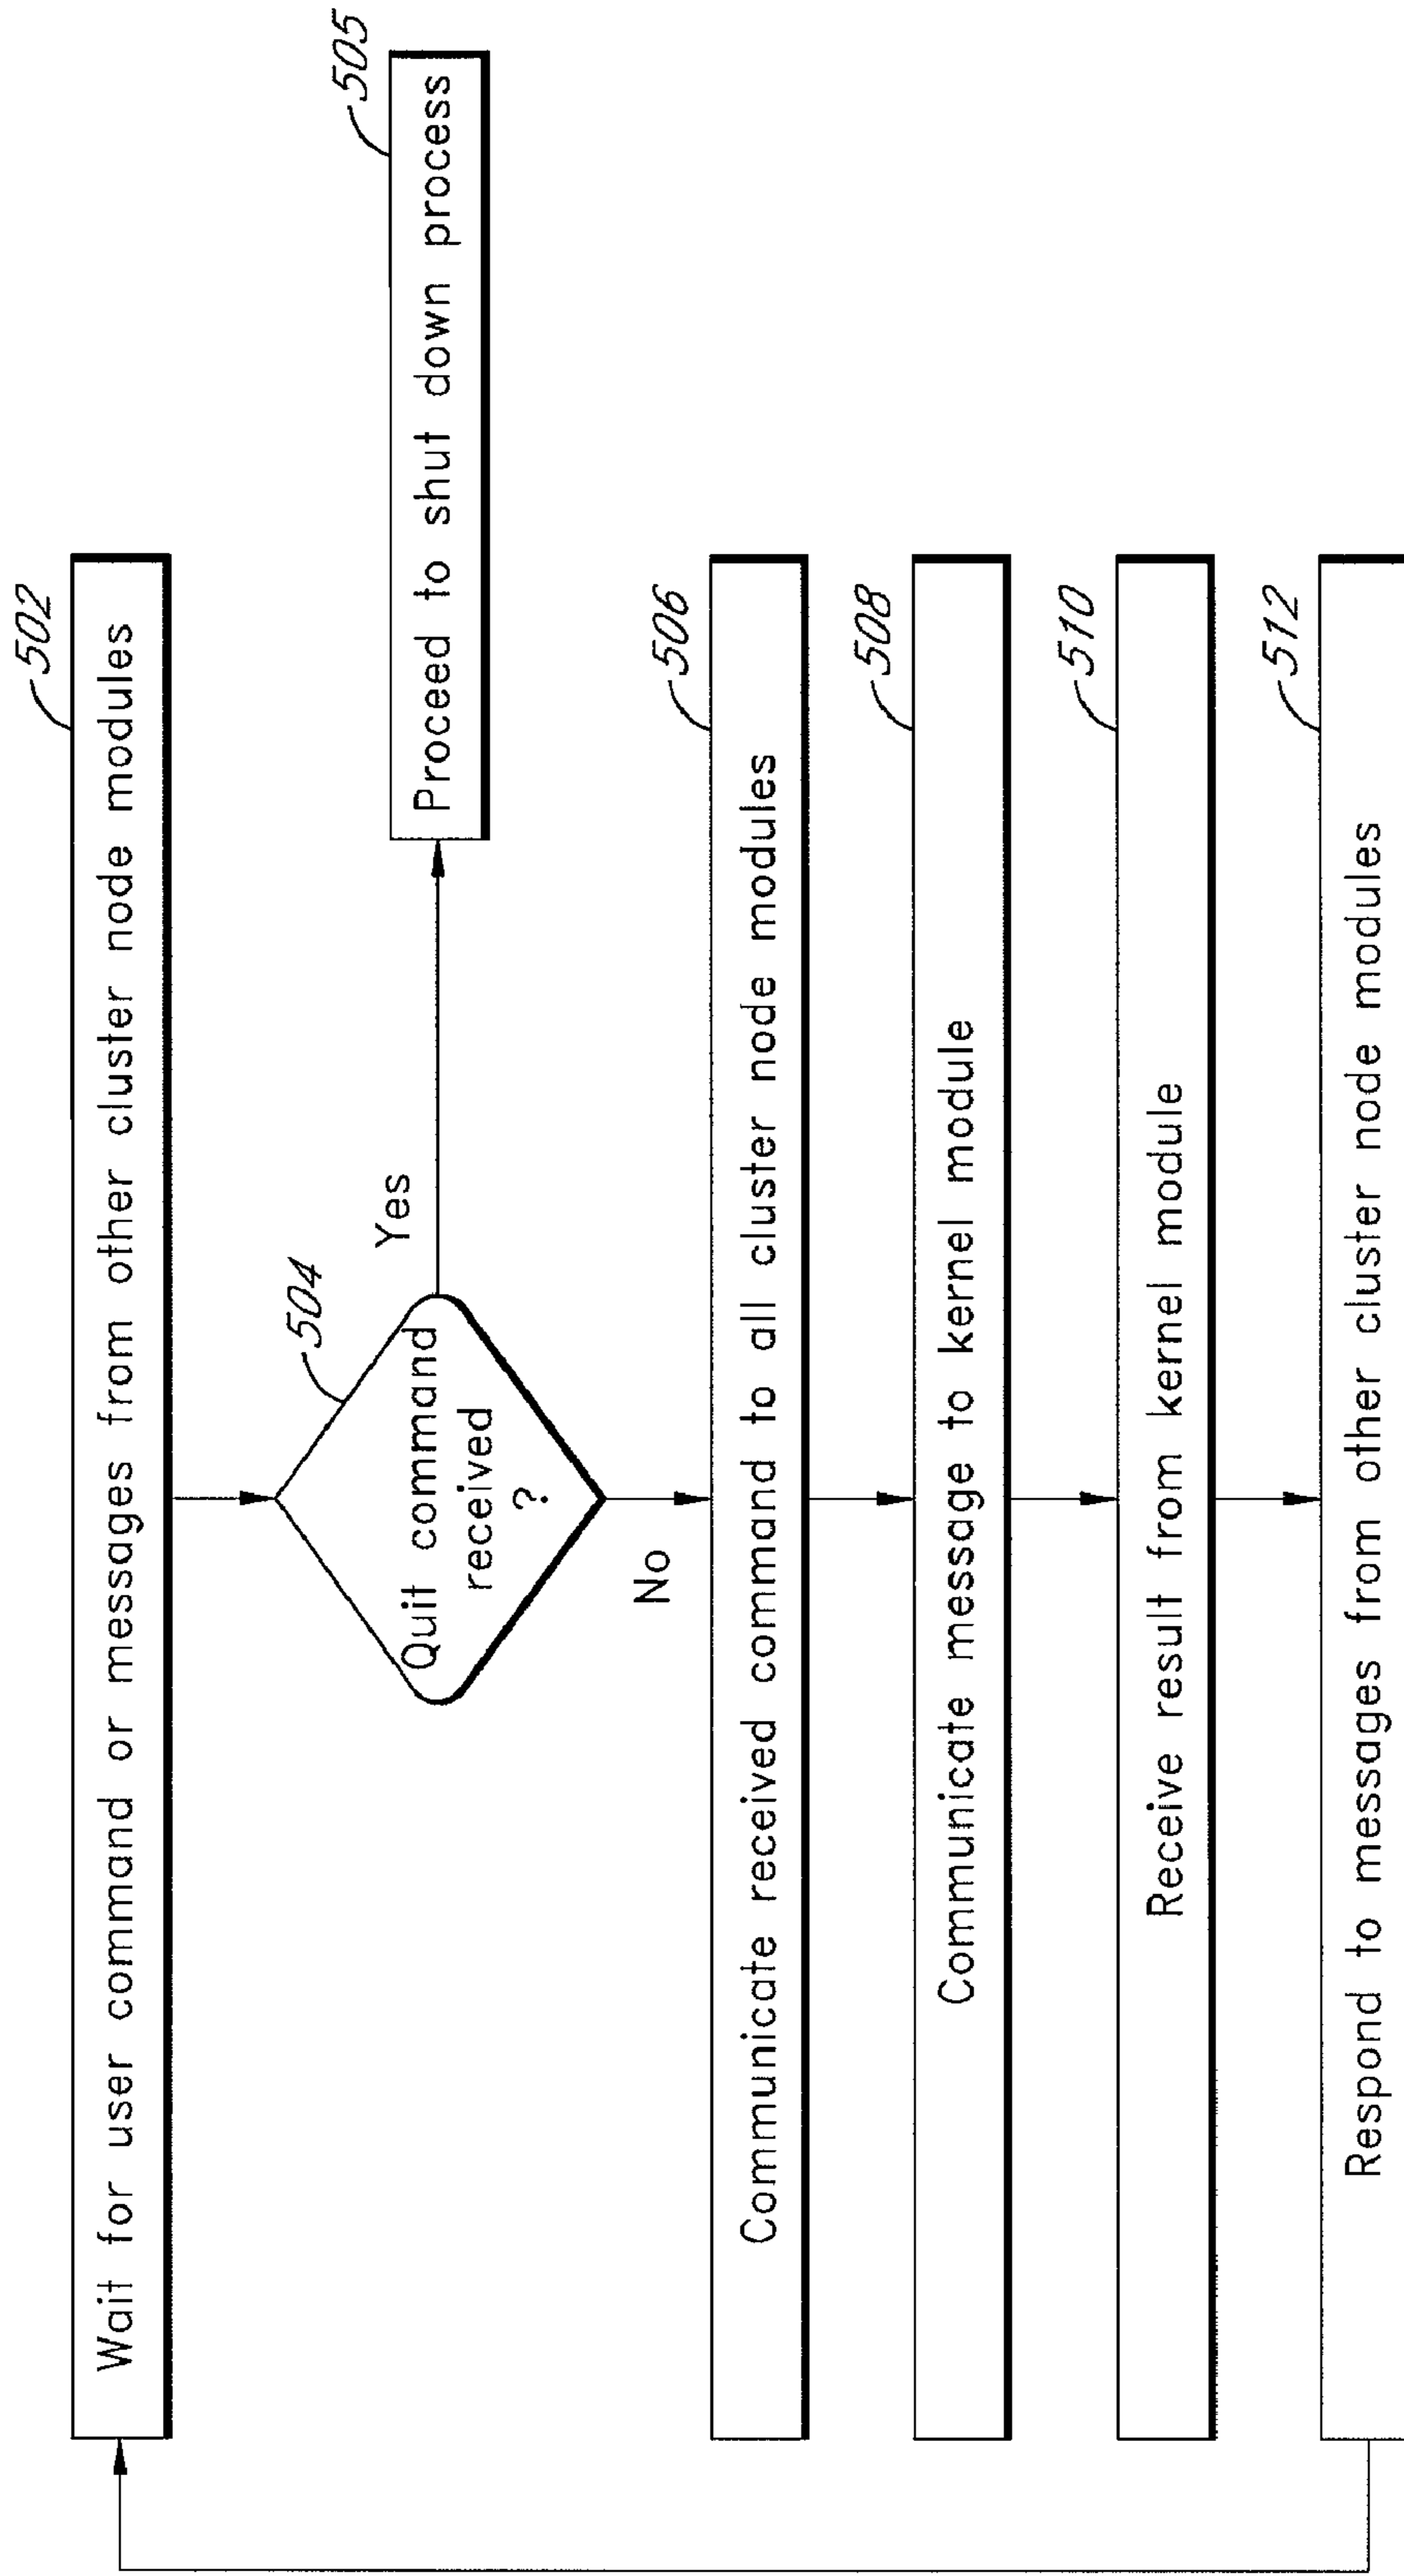 502
Wait for user command or messages from other cluster node modules
504
Quit command
received
?
Yes
505
Proceed to shut down process
No
506
Communicate received command to all cluster node modules
508
Communicate message to kernel module
510
Receive result from kernel module
512
Respond to messages from other cluster node modules